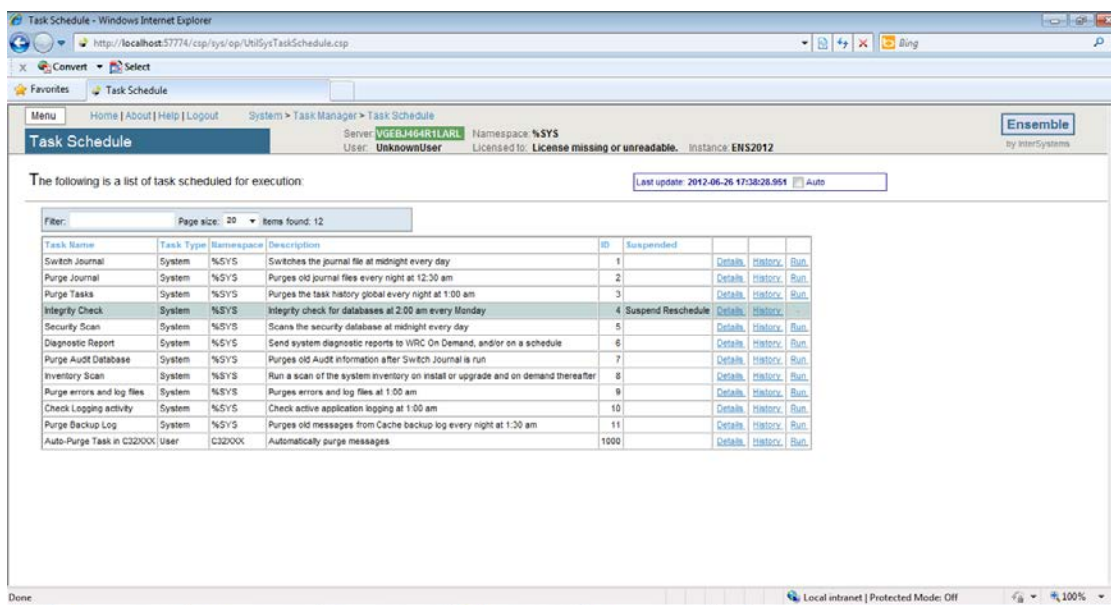 Task Schedule - Windows Internet Explorer
http://localhost:57774/csp/sys/op/UtilSysTaskSchedule.csp
Bing
x Convert Select
Favorites Task Schedule
Menu Home | About | Help | Logout System > Task Manager > Task Schedule
Server: VGEBJ464R1LARL Namespace: %SYS
Ensemble
Task Schedule
User: UnknownUser Licensed to: License missing or unreadable. Instance: ENS2012
by InterSystems
The following is a list of task scheduled for execution:
Last update: 2012-06-26 17:38:28.951 Auto
Filter: Page size: 20 Items found: 12
Task Name Task Type Namespace Description ID Suspended
Switch Journal System %SYS Switches the journal file at midnight every day 1 Details History Run
Purge Journal System %SYS Purges old journal files every night at 12:30 am 2 Details History Run
Purge Tasks System %SYS Purges the task history global every night at 1:00 am 3 Details History Run
Integrity Check System %SYS Integrity check for databases at 2:00 am every Monday 4 Suspend Reschedule Details History -
Security Scan System %SYS Scans the security database at midnight every day 5 Details History Run
Diagnostic Report System %SYS Send system diagnostic reports to WRC On Demand, and/or on a schedule 6 Details History Run
Purge Audit Database System %SYS Purges old Audit information after Switch Journal is run 7 Details History Run
Inventory Scan System %SYS Run a scan of the system inventory on install or upgrade and on demand thereafter 8 Details History Run
Purge errors and log files System %SYS Purges errors and log files at 1:00 am 9 Details History Run
Check Logging activity System %SYS Check active application logging at 1:00 am 10 Details History Run
Purge Backup Log System %SYS Purges old messages from Cache backup log every night at 1:30 am 11 Details History Run
Auto-Purge Task in C32XXX User C32XXX Automatically purge messages 1000 Details History Run
Done Local intranet | Protected Mode: Off 100%